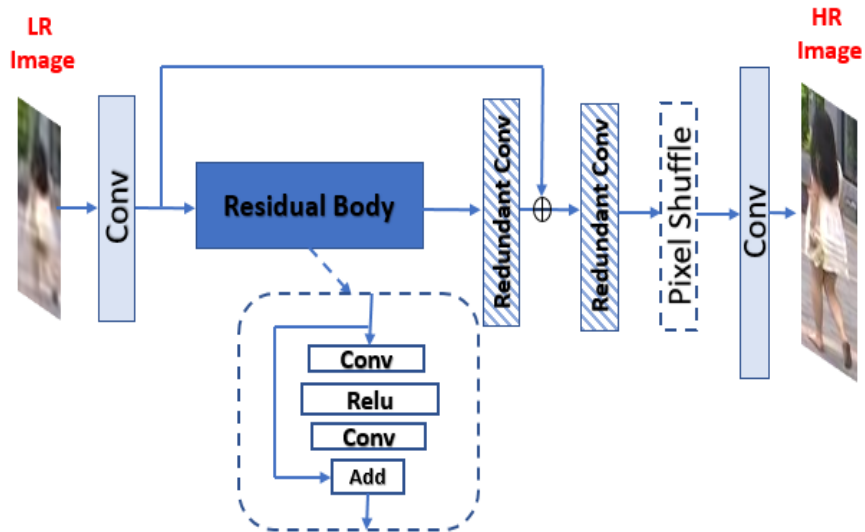 LR
Image
HR
Image
Conv
Residual Body
Redundant Conv
Redundant Conv
Pixel Shuffle
Conv
Conv
Relu
Conv
Add